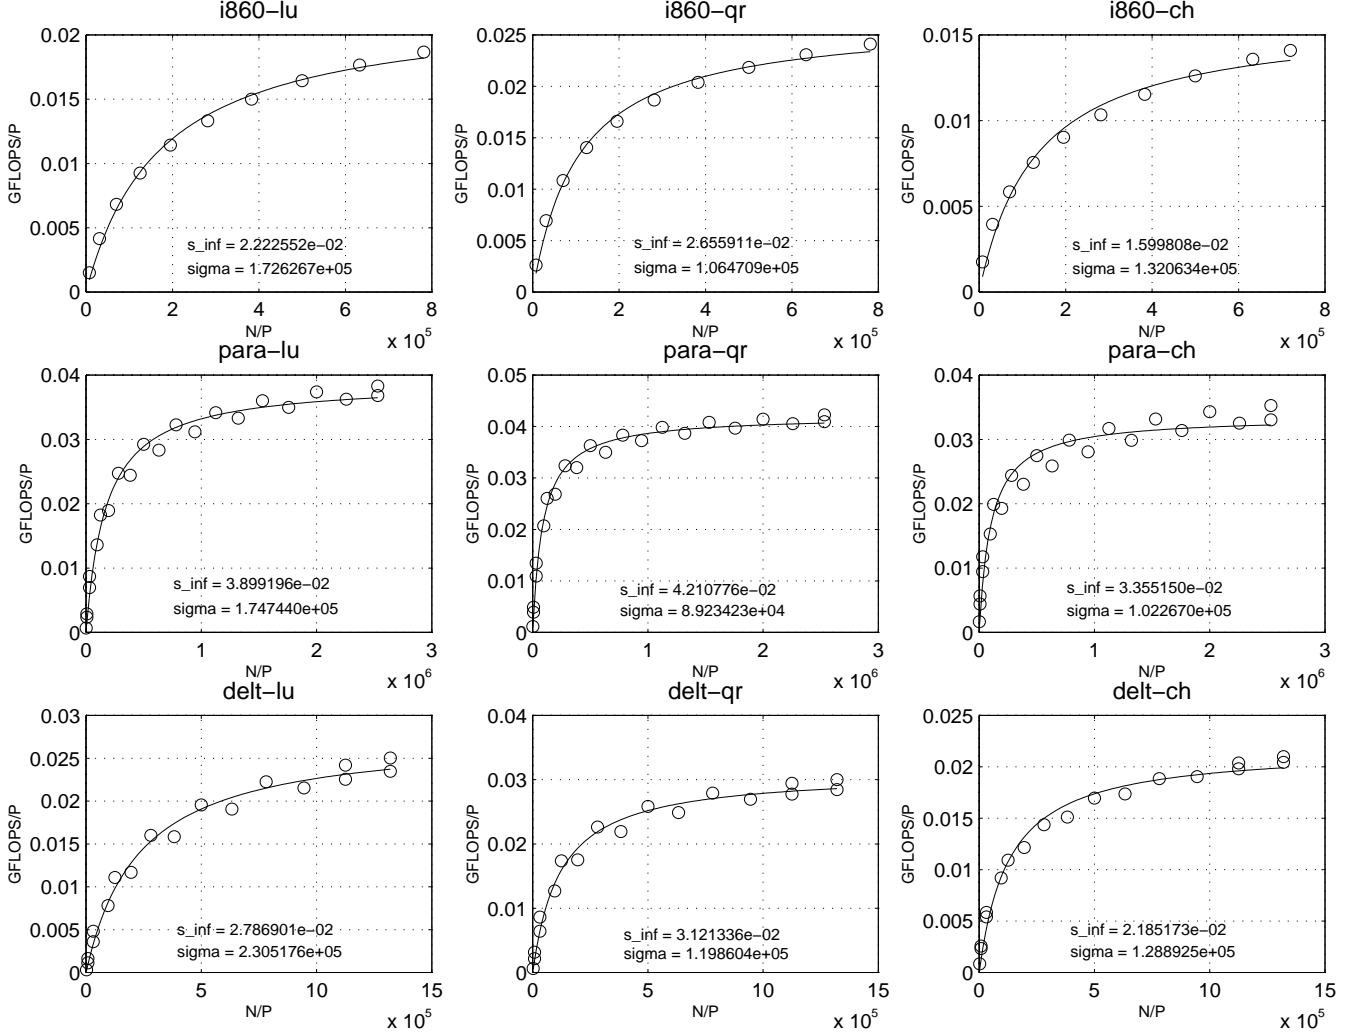 i860−lu
0.02
0.015
0.01
0.005
0
GFLOPS/P
s_inf = 2.222552e−02
sigma = 1.726267e+05
0 2 4 6 8
N/P
x 10^5
i860−qr
0.025
0.02
0.015
0.01
0.005
0
GFLOPS/P
s_inf = 2.655911e−02
sigma = 1.064709e+05
0 2 4 6 8
N/P
x 10^5
i860−ch
0.015
0.01
0.005
0
GFLOPS/P
s_inf = 1.599808e−02
sigma = 1.320634e+05
0 2 4 6 8
N/P
x 10^5
para−lu
0.04
0.03
0.02
0.01
0
GFLOPS/P
s_inf = 3.899196e−02
sigma = 1.747440e+05
0 1 2 3
N/P
x 10^6
para−qr
0.05
0.04
0.03
0.02
0.01
0
GFLOPS/P
s_inf = 4.210776e−02
sigma = 8.923423e+04
0 1 2 3
N/P
x 10^6
para−ch
0.04
0.03
0.02
0.01
0
GFLOPS/P
s_inf = 3.355150e−02
sigma = 1.022670e+05
0 1 2 3
N/P
x 10^6
delt−lu
0.03
0.025
0.02
0.015
0.01
0.005
0
GFLOPS/P
s_inf = 2.786901e−02
sigma = 2.305176e+05
0 5 10 15
N/P
x 10^5
delt−qr
0.04
0.03
0.02
0.01
0
GFLOPS/P
s_inf = 3.121336e−02
sigma = 1.198604e+05
0 5 10 15
N/P
x 10^5
delt−ch
0.025
0.02
0.015
0.01
0.005
0
GFLOPS/P
s_inf = 2.185173e−02
sigma = 1.288925e+05
0 5 10 15
N/P
x 10^5